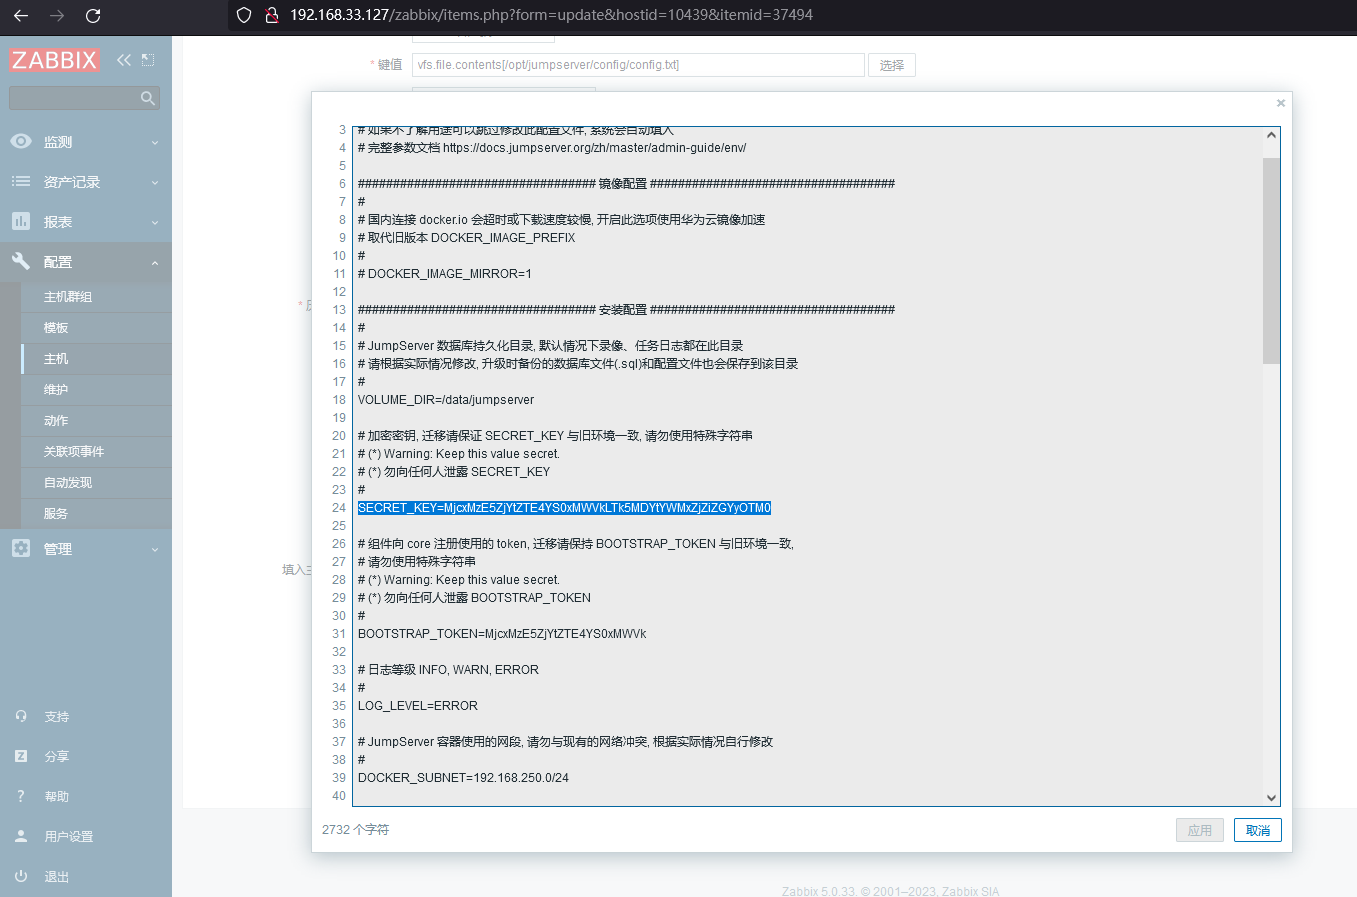 192.168.33.127/zabbix/items.php?form=update&hostid=10439&itemid=37494
ZABBIX
监测
资产记录
报表
配置
主机群组
模板
主机
维护
动作
关联项事件
自动发现
服务
管理
支持
分享
帮助
用户设置
退出
* 键值
vfs.file.contents[/opt/jumpserver/config/config.txt]
选择
填入主
3 # 如果不了解用途可以跳过修改此配置文件, 系统会自动填入
4 # 完整参数文档 https://docs.jumpserver.org/zh/master/admin-guide/env/
5
6 ################################## 镜像配置 ###################################
7 #
8 # 国内连接 docker.io 会超时或下载速度较慢, 开启此选项使用华为云镜像加速
9 # 取代旧版本 DOCKER_IMAGE_PREFIX
10 #
11 # DOCKER_IMAGE_MIRROR=1
12
13 ################################## 安装配置 ###################################
14 #
15 # JumpServer 数据库持久化目录, 默认情况下录像、任务日志都在此目录
16 # 请根据实际情况修改, 升级时备份的数据库文件(.sql)和配置文件也会保存到该目录
17 #
18 VOLUME_DIR=/data/jumpserver
19
20 # 加密密钥, 迁移请保证 SECRET_KEY 与旧环境一致, 请勿使用特殊字符串
21 # (*) Warning: Keep this value secret.
22 # (*) 勿向任何人泄露 SECRET_KEY
23 #
24 SECRET_KEY=MjcxMzE5ZjYtZTE4YS0xMWVkLTk5MDYtYWMxZjZiZGYyOTM0
25
26 # 组件向 core 注册使用的 token, 迁移请保持 BOOTSTRAP_TOKEN 与旧环境一致,
27 # 请勿使用特殊字符串
28 # (*) Warning: Keep this value secret.
29 # (*) 勿向任何人泄露 BOOTSTRAP_TOKEN
30 #
31 BOOTSTRAP_TOKEN=MjcxMzE5ZjYtZTE4YS0xMWVk
32
33 # 日志等级 INFO, WARN, ERROR
34 #
35 LOG_LEVEL=ERROR
36
37 # JumpServer 容器使用的网段, 请勿与现有的网络冲突, 根据实际情况自行修改
38 #
39 DOCKER_SUBNET=192.168.250.0/24
40
2732 个字符
应用
取消
Zabbix 5.0.33. © 2001–2023, Zabbix SIA